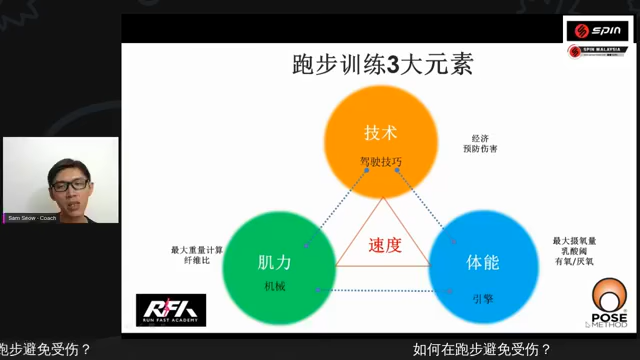 SPIN
SPIN MALAYSIA
跑步训练3大元素
技术
驾驶技巧
经济
预防伤害
最大重量计算
纤维比
肌力
机械
速度
体能
引擎
最大摄氧量
乳酸阈
有氧/厌氧
Sam Seow - Coach
RFA
RUN FAST ACADEMY
POSE
METHOD
跑步避免受伤？
如何在跑步避免受伤？